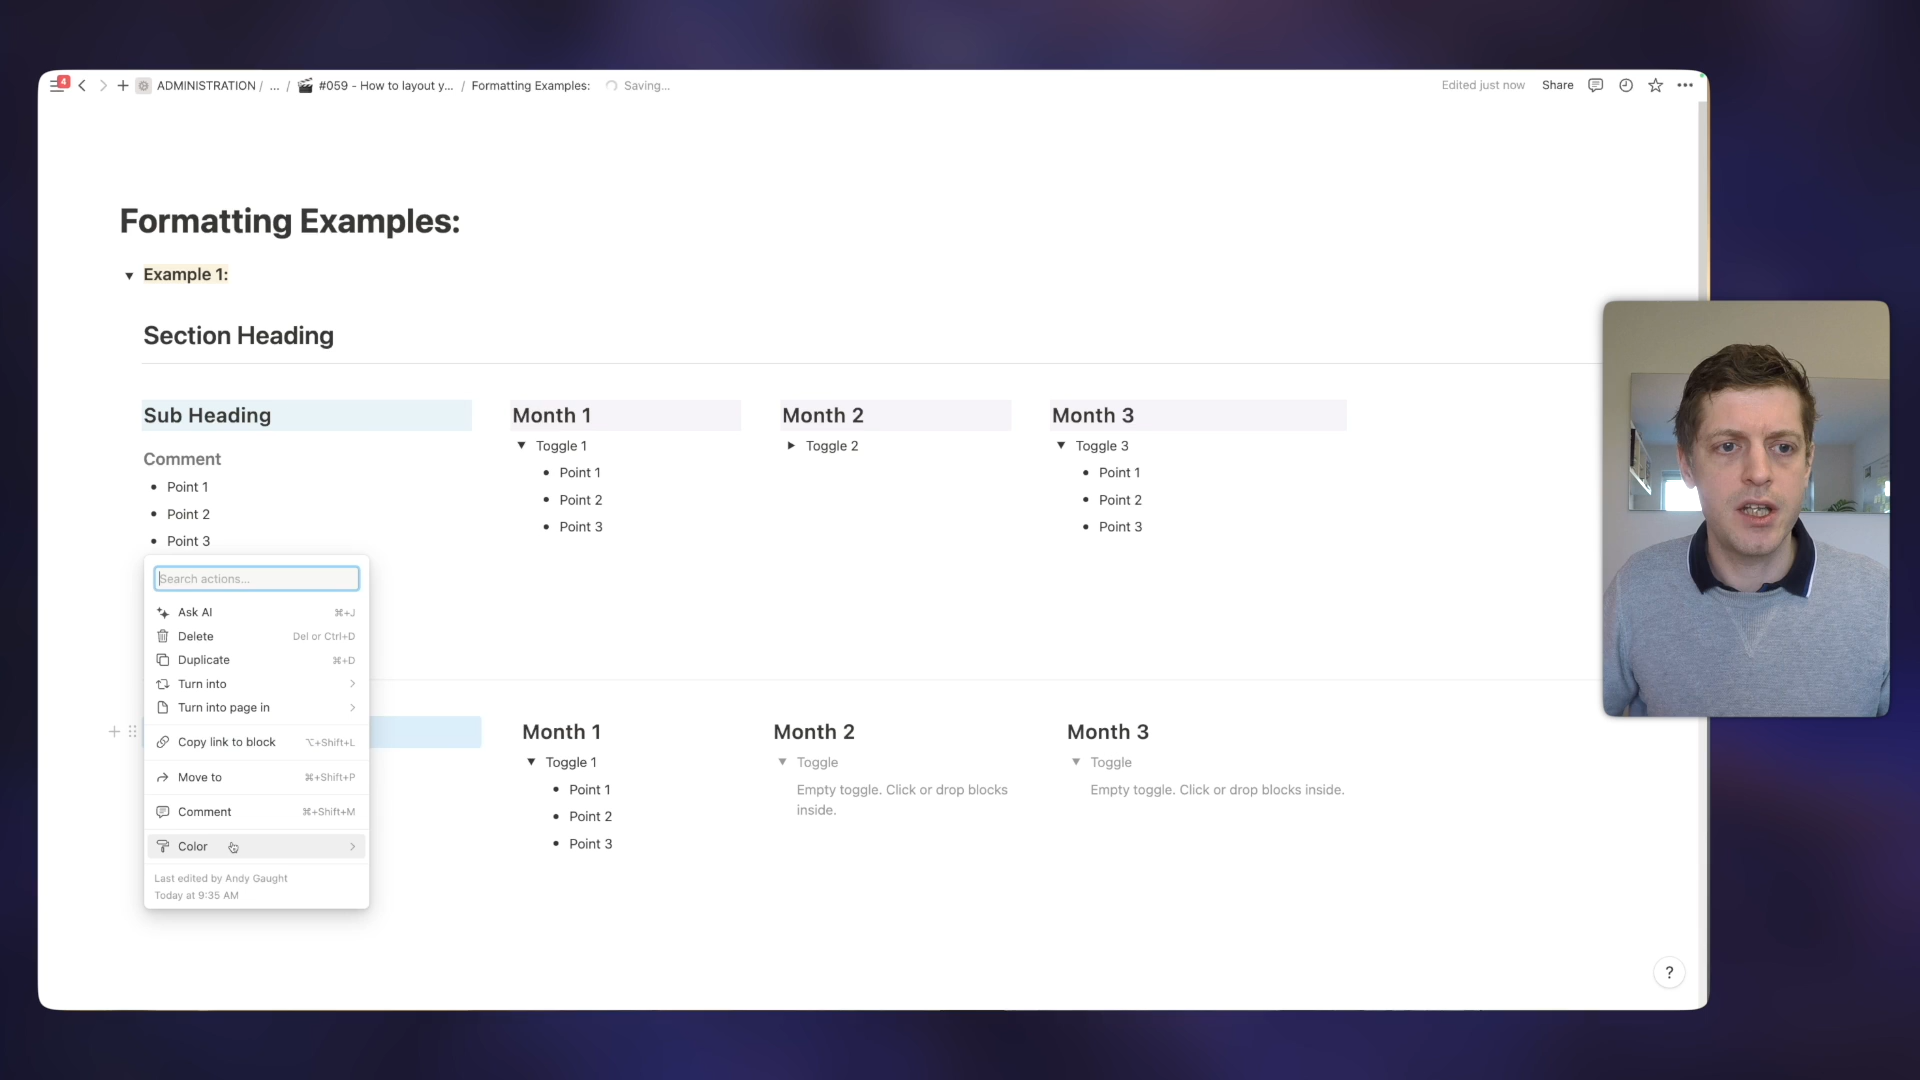 4
ADMINISTRATION / ... / #059 - How to layout y... / Formatting Examples: Saving...
Edited just now Share
Formatting Examples:
Example 1:
Section Heading
Sub Heading Month 1 Month 2 Month 3
Toggle 1 Toggle 2 Toggle 3
Comment
Point 1 Point 1 Point 1
Point 2 Point 2 Point 2
Point 3 Point 3 Point 3
Search actions...
Ask AI ⌘+J
Delete Del or Ctrl+D
Duplicate ⌘+D
Turn into
Turn into page in
Month 1 Month 2 Month 3
Copy link to block ⌥+Shift+L
Toggle 1 Toggle Toggle
Move to ⌘+Shift+P
Point 1 Empty toggle. Click or drop blocks Empty toggle. Click or drop blocks inside.
inside.
Comment ⌘+Shift+M
Point 2
Color
Point 3
Last edited by Andy Gaught
Today at 9:35 AM
?